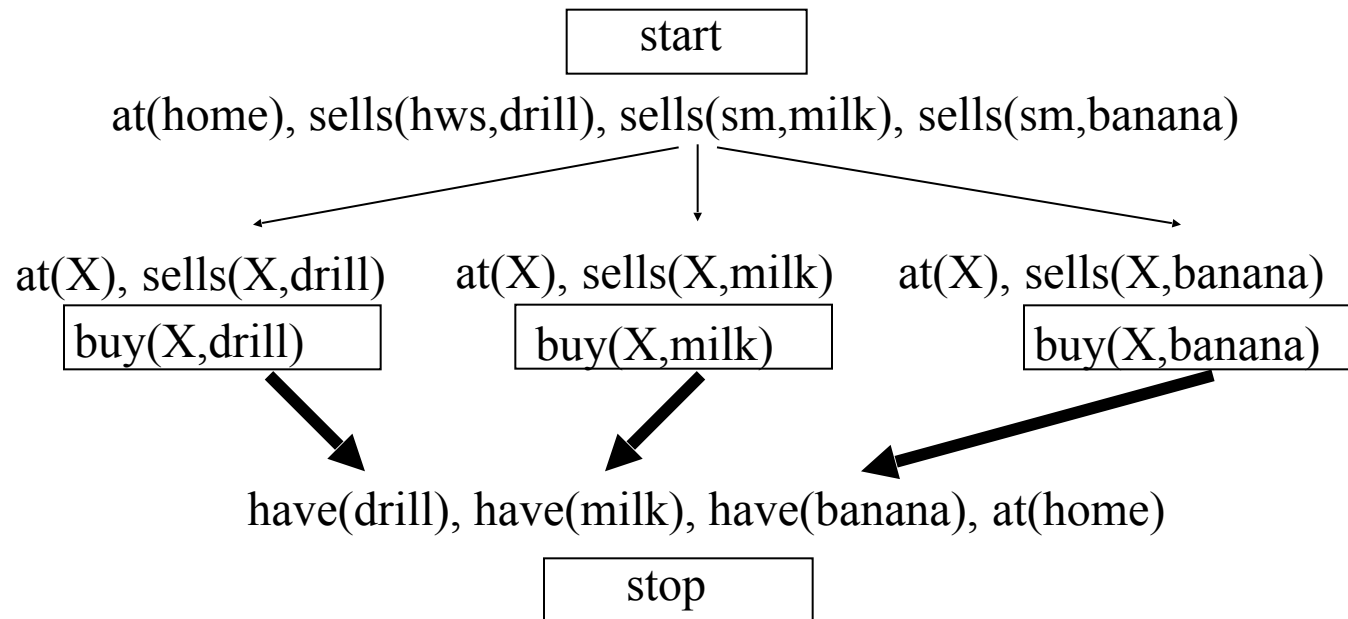 start
at(home), sells(hws,drill), sells(sm,milk), sells(sm,banana)
at(X), sells(X,drill) at(X), sells(X,milk) at(X), sells(X,banana)
buy(X,drill) buy(X,milk) buy(X,banana)
have(drill), have(milk), have(banana), at(home)
stop